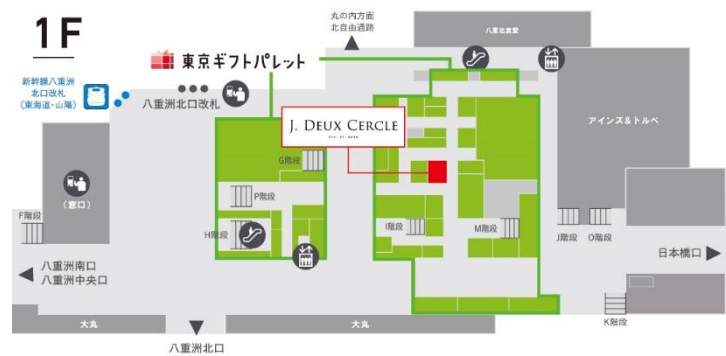 1F
丸の内方面
北自由通路
八重北食堂
東京ギフトパレット
新幹線八重洲
北口改札
(東海道・山陽)
八重洲北口改札
J. DEUX CERCLE
アインズ&トルペ
G階段
P階段
(窓口)
F階段
H階段
I階段
M階段
J階段
O階段
日本橋口
八重洲南口
八重洲中央口
K階段
大丸
大丸
八重洲北口